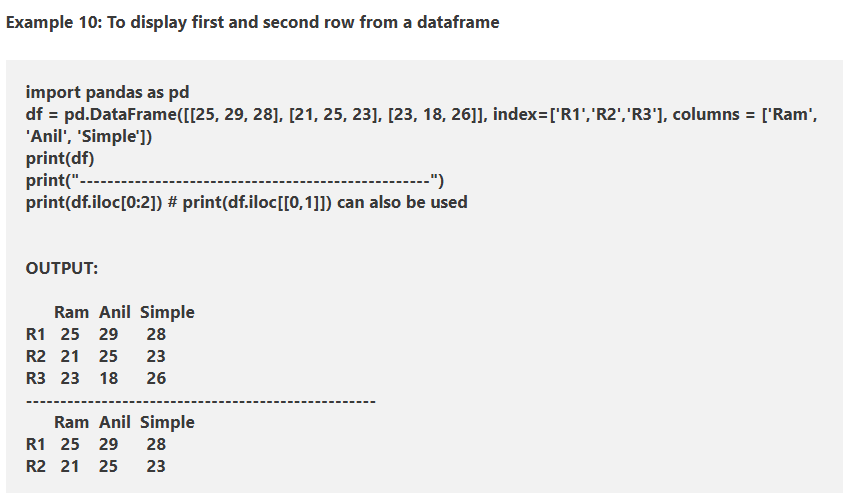 Example 10: To display first and second row from a dataframe
import pandas as pd
df = pd.DataFrame([[25, 29, 28], [21, 25, 23], [23, 18, 26]], index=['R1','R2','R3'], columns = ['Ram',
'Anil', 'Simple'])
print(df)
print("---------------------------------------------------")
print(df.iloc[0:2]) # print(df.iloc[[0,1]]) can also be used
OUTPUT:
Ram Anil Simple
R1 25 29 28
R2 21 25 23
R3 23 18 26
---------------------------------------------------
Ram Anil Simple
R1 25 29 28
R2 21 25 23